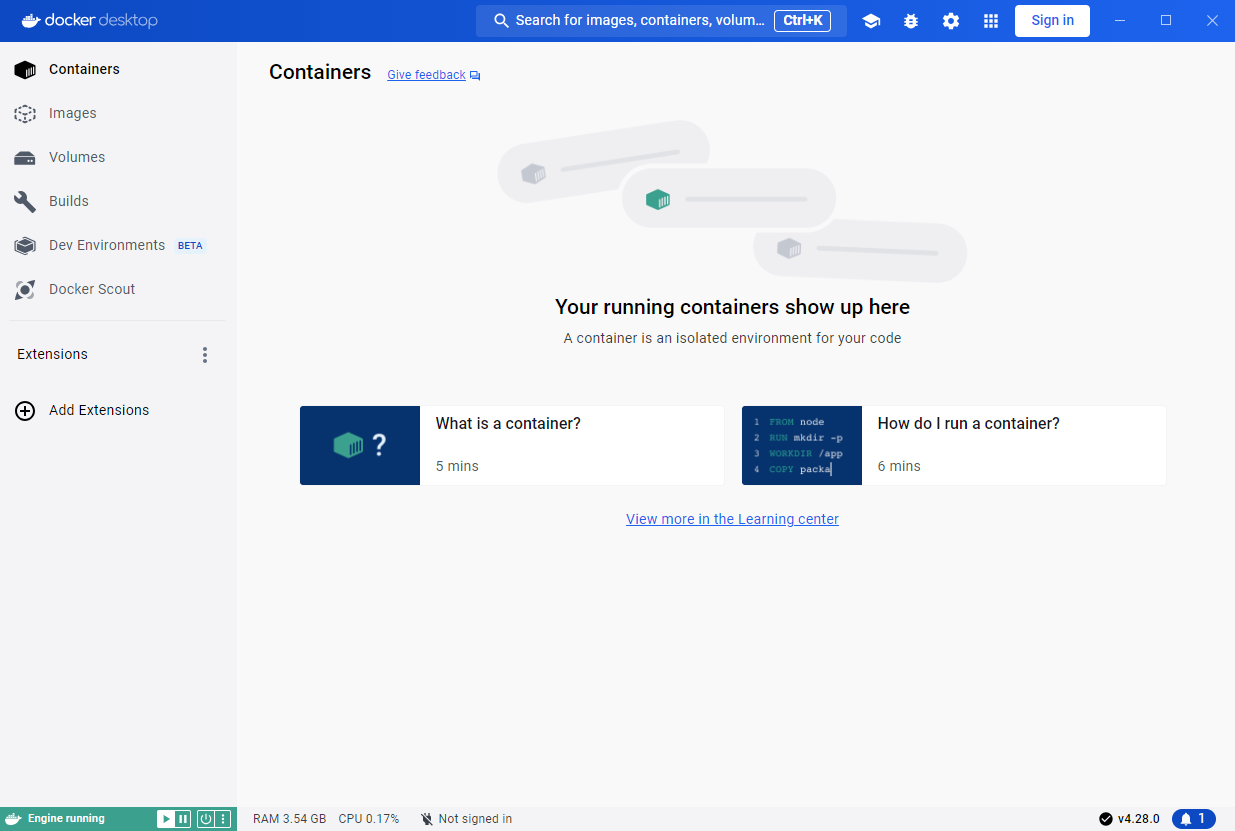 docker desktop
Search for images, containers, volum... Ctrl+K
Sign in
Containers
Images
Volumes
Builds
Dev Environments BETA
Docker Scout
Extensions
Add Extensions
Containers Give feedback
Your running containers show up here
A container is an isolated environment for your code
?
What is a container?
5 mins
1 FROM node
2 RUN mkdir -p
3 WORKDIR /app
4 COPY packa
How do I run a container?
6 mins
View more in the Learning center
Engine running
RAM 3.54 GB CPU 0.17% Not signed in
v4.28.0 1